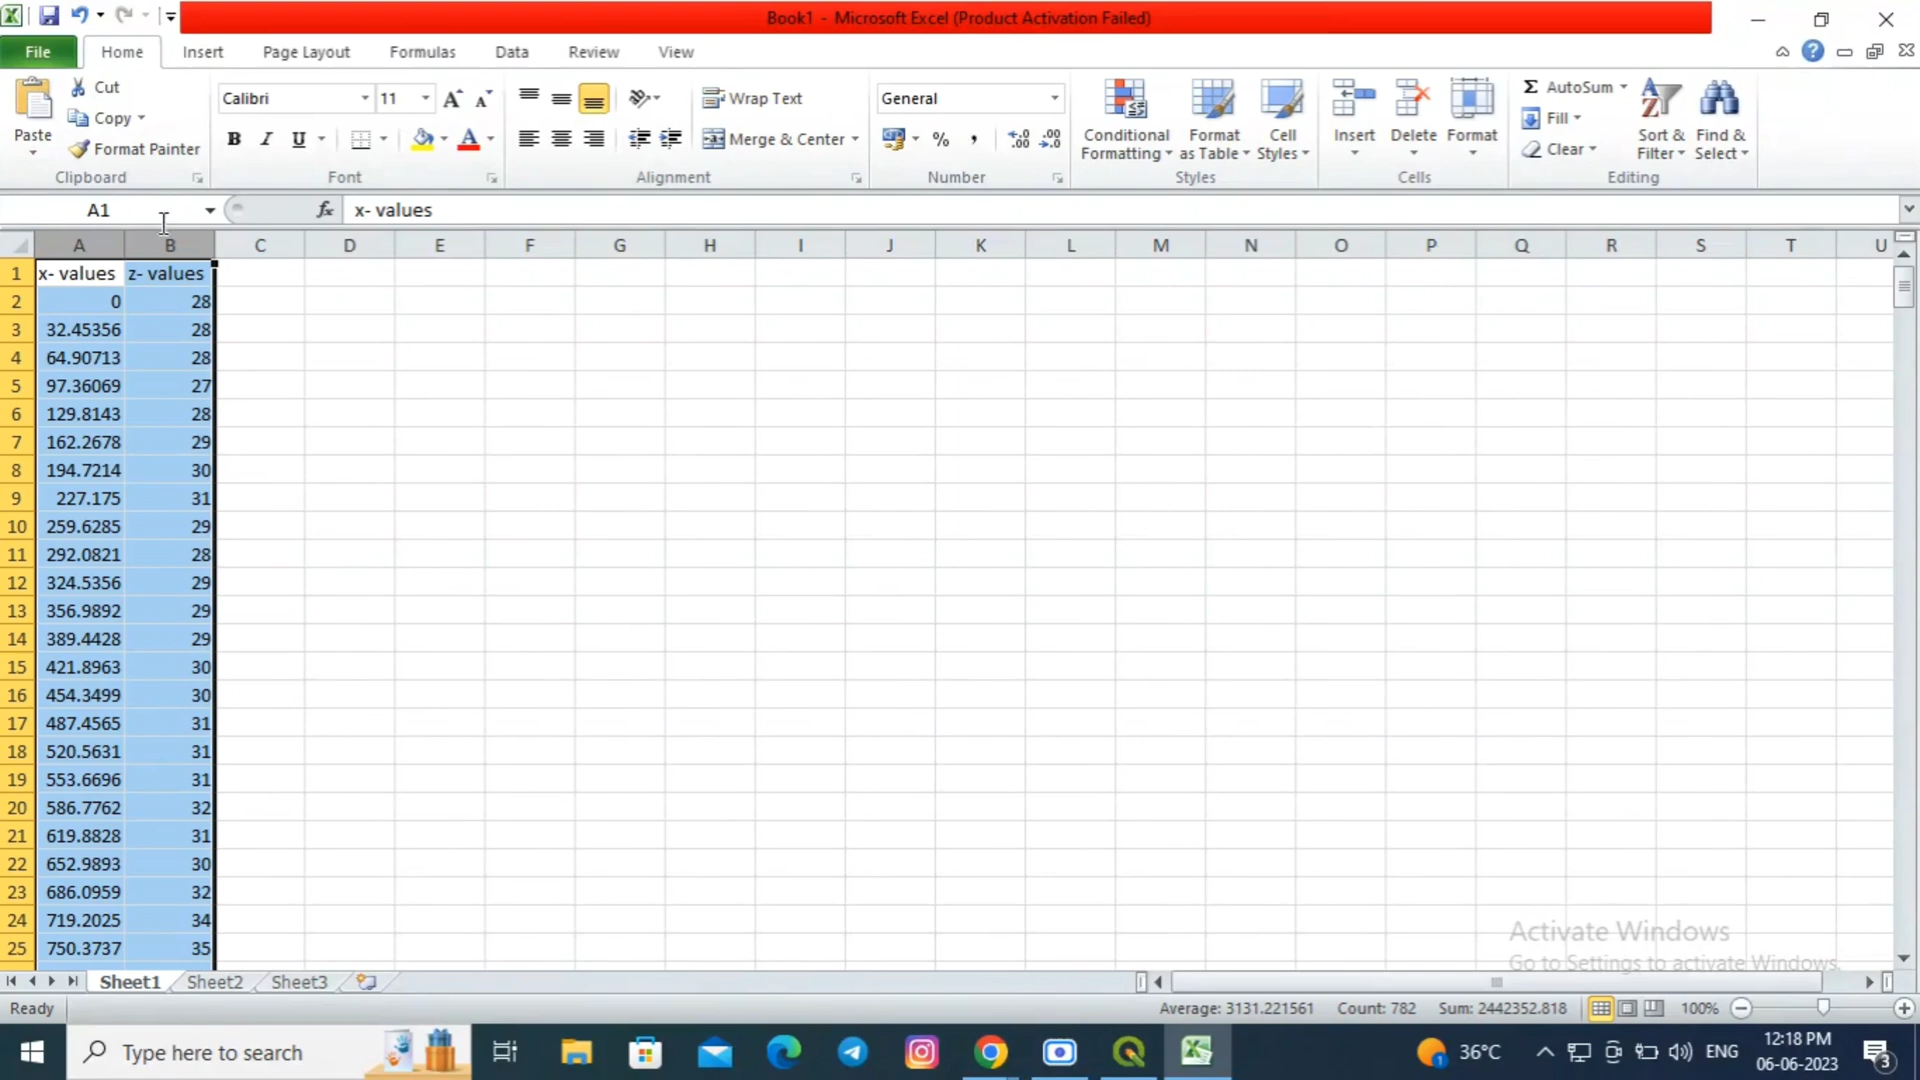 Book1 - Microsoft Excel (Product Activation Failed)
File Home Insert Page Layout Formulas Data Review View
Cut
Copy
Format Painter
Paste
Clipboard
Calibri 11
B I U A
Font
Wrap Text
Merge & Center
Alignment
General
% ,
Number
Conditional Formatting
Format as Table
Cell Styles
Styles
Insert Delete Format
Cells
AutoSum
Fill
Clear
Sort & Filter
Find & Select
Editing
A1 fx x- values
A B C D E F G H I J K L M N O P Q R S T U
1 x- values z- values
2 0 28
3 32.45356 28
4 64.90713 28
5 97.36069 27
6 129.8143 28
7 162.2678 29
8 194.7214 30
9 227.175 31
10 259.6285 29
11 292.0821 28
12 324.5356 29
13 356.9892 29
14 389.4428 29
15 421.8963 30
16 454.3499 30
17 487.4565 31
18 520.5631 31
19 553.6696 31
20 586.7762 32
21 619.8828 31
22 652.9893 30
23 686.0959 32
24 719.2025 34
25 750.3737 35
Activate Windows
Go to Settings to activate Windows.
Sheet1 Sheet2 Sheet3
Ready Average: 3131.221561 Count: 782 Sum: 2442352.818 100%
Type here to search
36°C ENG
12:18 PM
06-06-2023
3